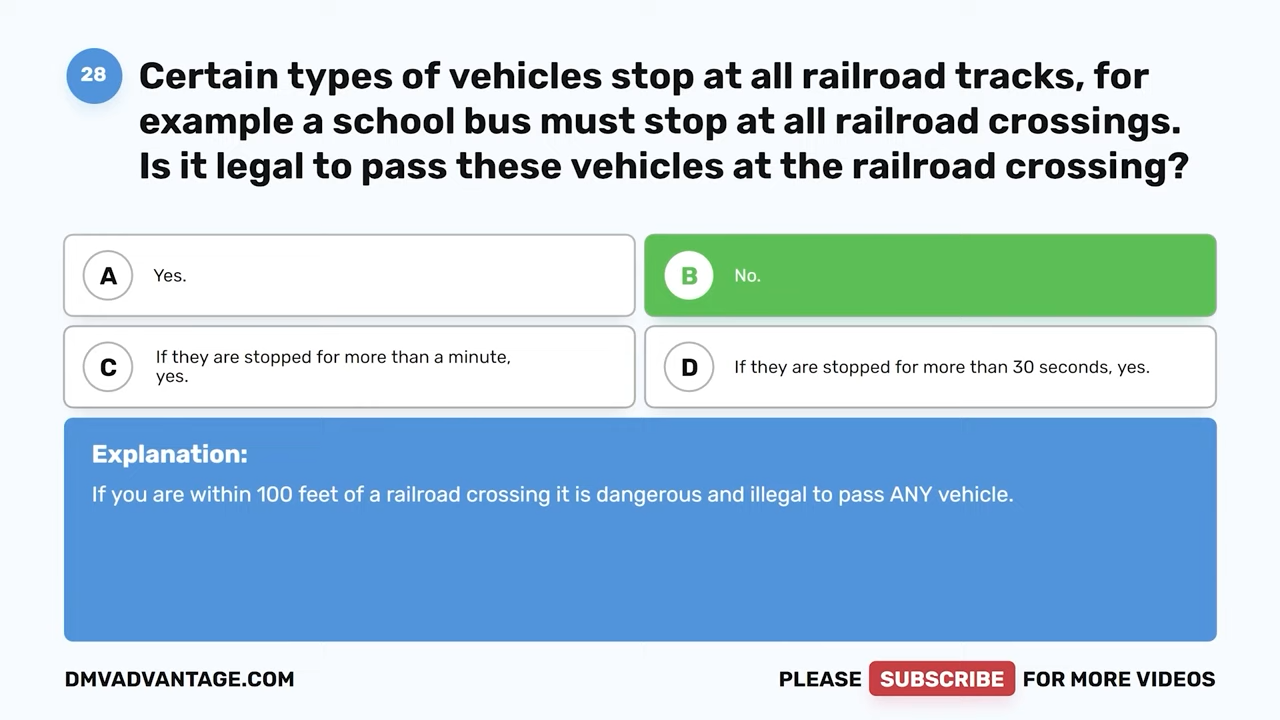 28
Certain types of vehicles stop at all railroad tracks, for
example a school bus must stop at all railroad crossings.
Is it legal to pass these vehicles at the railroad crossing?
A
Yes.
B
No.
C
If they are stopped for more than a minute,
yes.
D
If they are stopped for more than 30 seconds, yes.
Explanation:
If you are within 100 feet of a railroad crossing it is dangerous and illegal to pass ANY vehicle.
DMVADVANTAGE.COM
PLEASE SUBSCRIBE FOR MORE VIDEOS